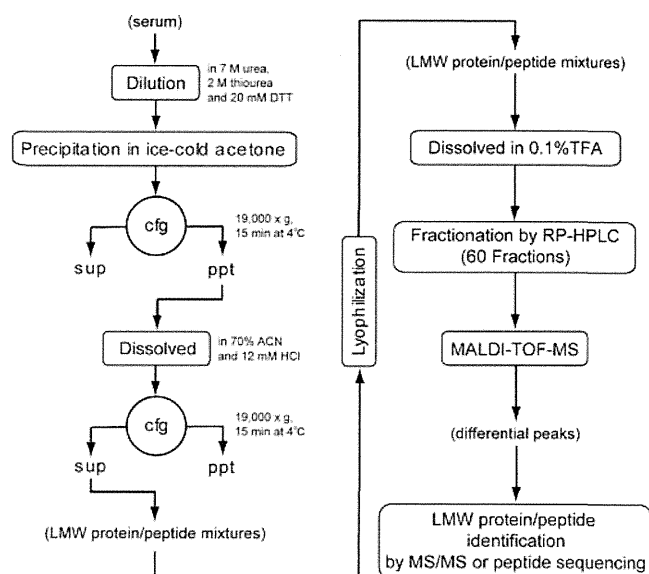 (serum)
Dilution
in 7 M urea,
2 M thiourea
and 20 mM DTT
Precipitation in ice-cold acetone
cfg
19,000 x g,
15 min at 4°C
sup
ppt
Dissolved
in 70% ACN
and 12 mM HCl
cfg
19,000 x g,
15 min at 4°C
sup
ppt
(LMW protein/peptide mixtures)
Lyophilization
(LMW protein/peptide mixtures)
Dissolved in 0.1%TFA
Fractionation by RP-HPLC
(60 Fractions)
MALDI-TOF-MS
(differential peaks)
LMW protein/peptide
identification
by MS/MS or peptide sequencing